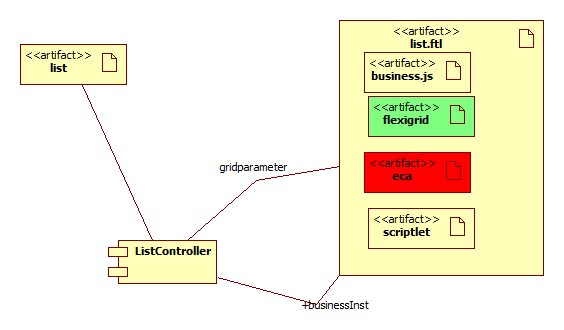 <<artifact>>
list
<<artifact>>
list.ftl
<<artifact>>
business.js
<<artifact>>
flexigrid
<<artifact>>
eca
<<artifact>>
scriptlet
gridparameter
ListController
+businessInst